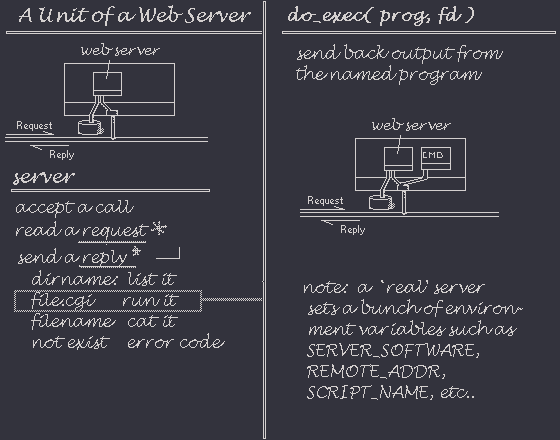 A Unit of a Web Server
web server
Request
Reply
server
accept a call
read a request *
send a reply *
dirname: list it
file.cgi run it
filename cat it
not exist error code
do_exec( prog, fd )
send back output from
the named program
web server
CMD
Request
Reply
note: a `real' server
sets a bunch of environ-
ment variables such as
SERVER_SOFTWARE,
REMOTE_ADDR,
SCRIPT_NAME, etc..